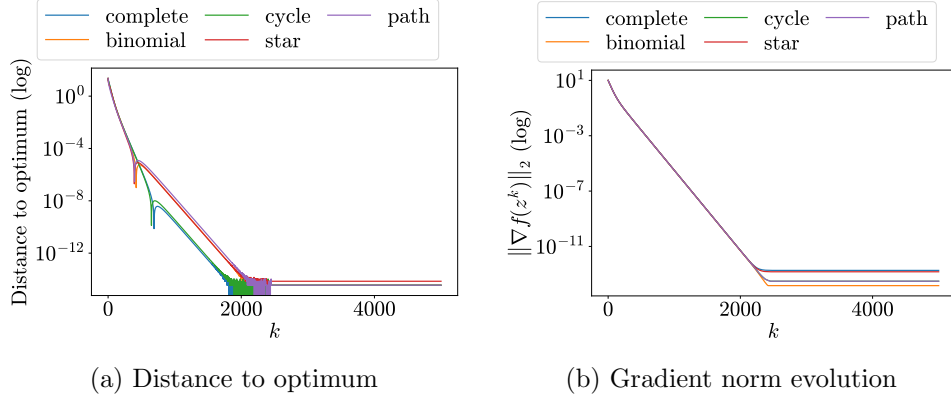 complete cycle path
binomial star
Distance to optimum (log)
10^0
10^{-4}
10^{-8}
10^{-12}
0 2000 4000
k
(a) Distance to optimum
complete cycle path
binomial star
||∇f(z^k)||_2 (log)
10^1
10^{-3}
10^{-7}
10^{-11}
0 2000 4000
k
(b) Gradient norm evolution